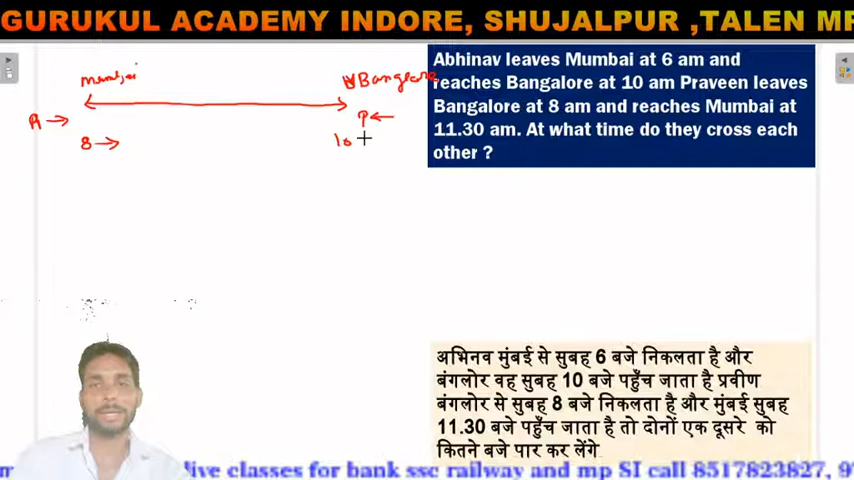 GURUKUL ACADEMY INDORE, SHUJALPUR ,TALEN MP
Mumbai
Bangalore
A →
P ←
8 →
10
Abhinav leaves Mumbai at 6 am and
reaches Bangalore at 10 am Praveen leaves
Bangalore at 8 am and reaches Mumbai at
11.30 am. At what time do they cross each
other ?
अभिनव मुंबई से सुबह 6 बजे निकलता है और
बंगलोर वह सुबह 10 बजे पहुँच जाता है प्रवीण
बंगलोर से सुबह 8 बजे निकलता है और मुंबई सुबह
11.30 बजे पहुँच जाता है तो दोनों एक दूसरे को
कितने बजे पार कर लेंगे
live classes for bank ssc railway and mp SI call 8517823827, 9